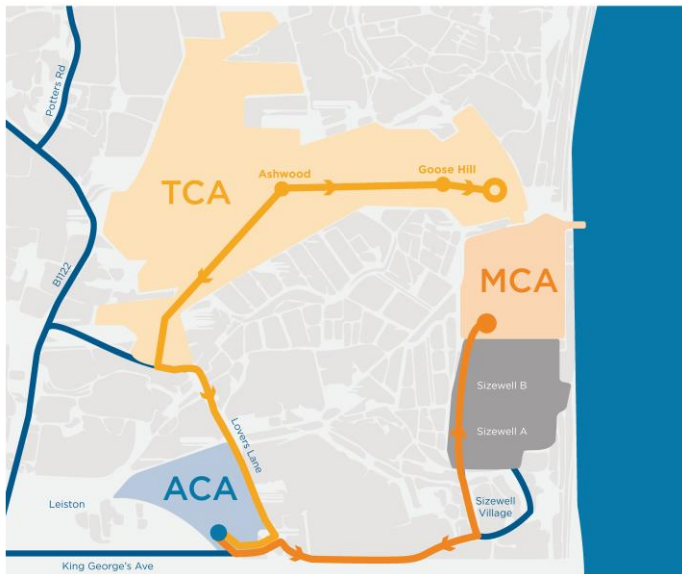 Potters Rd
Ashwood
Goose Hill
TCA
MCA
B1122
Sizewell B
Lovers Lane
Sizewell A
ACA
Leiston
Sizewell
Village
King George's Ave